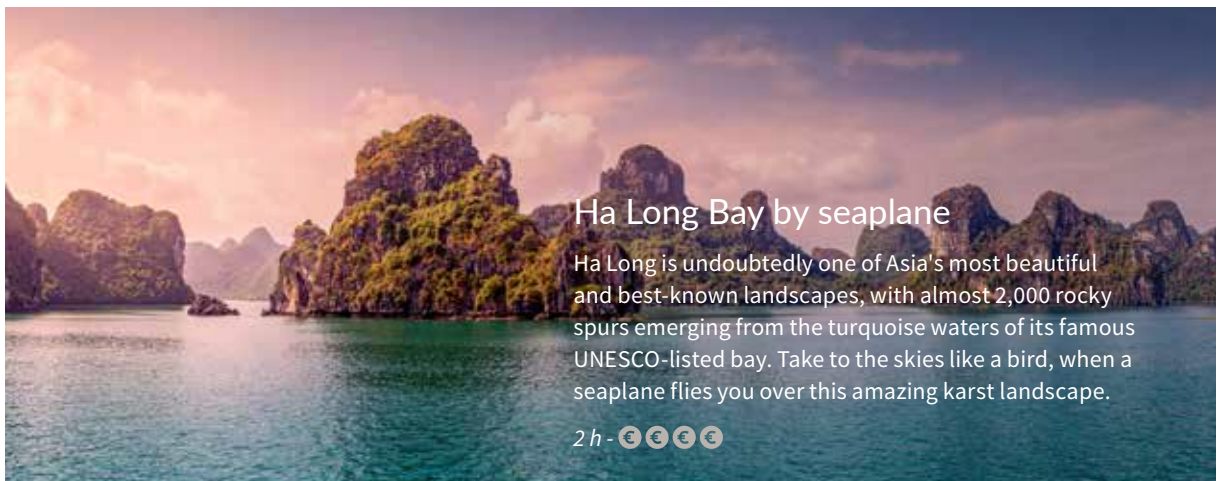 Ha Long Bay by seaplane
Ha Long is undoubtedly one of Asia's most beautiful
and best-known landscapes, with almost 2,000 rocky
spurs emerging from the turquoise waters of its famous
UNESCO-listed bay. Take to the skies like a bird, when a
seaplane flies you over this amazing karst landscape.
2 h - € € € €